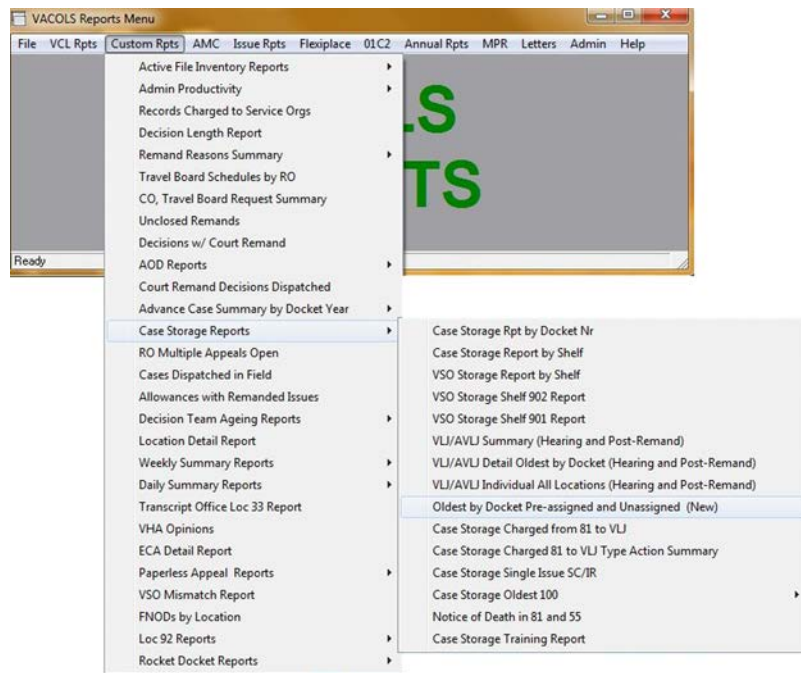 VACOLS Reports Menu
File VCL Rpts Custom Rpts AMC Issue Rpts Flexiplace 01C2 Annual Rpts MPR Letters Admin Help
LS
TS
Ready
Active File Inventory Reports
Admin Productivity
Records Charged to Service Orgs
Decision Length Report
Remand Reasons Summary
Travel Board Schedules by RO
CO, Travel Board Request Summary
Unclosed Remands
Decisions w/ Court Remand
AOD Reports
Court Remand Decisions Dispatched
Advance Case Summary by Docket Year
Case Storage Reports
RO Multiple Appeals Open
Cases Dispatched in Field
Allowances with Remanded Issues
Decision Team Ageing Reports
Location Detail Report
Weekly Summary Reports
Daily Summary Reports
Transcript Office Loc 33 Report
VHA Opinions
ECA Detail Report
Paperless Appeal Reports
VSO Mismatch Report
FNODs by Location
Loc 92 Reports
Rocket Docket Reports
Case Storage Rpt by Docket Nr
Case Storage Report by Shelf
VSO Storage Report by Shelf
VSO Storage Shelf 902 Report
VSO Storage Shelf 901 Report
VLJ/AVLJ Summary (Hearing and Post-Remand)
VLJ/AVLJ Detail Oldest by Docket (Hearing and Post-Remand)
VLJ/AVLJ Individual All Locations (Hearing and Post-Remand)
Oldest by Docket Pre-assigned and Unassigned (New)
Case Storage Charged from 81 to VLJ
Case Storage Charged 81 to VLJ Type Action Summary
Case Storage Single Issue SC/IR
Case Storage Oldest 100
Notice of Death in 81 and 55
Case Storage Training Report